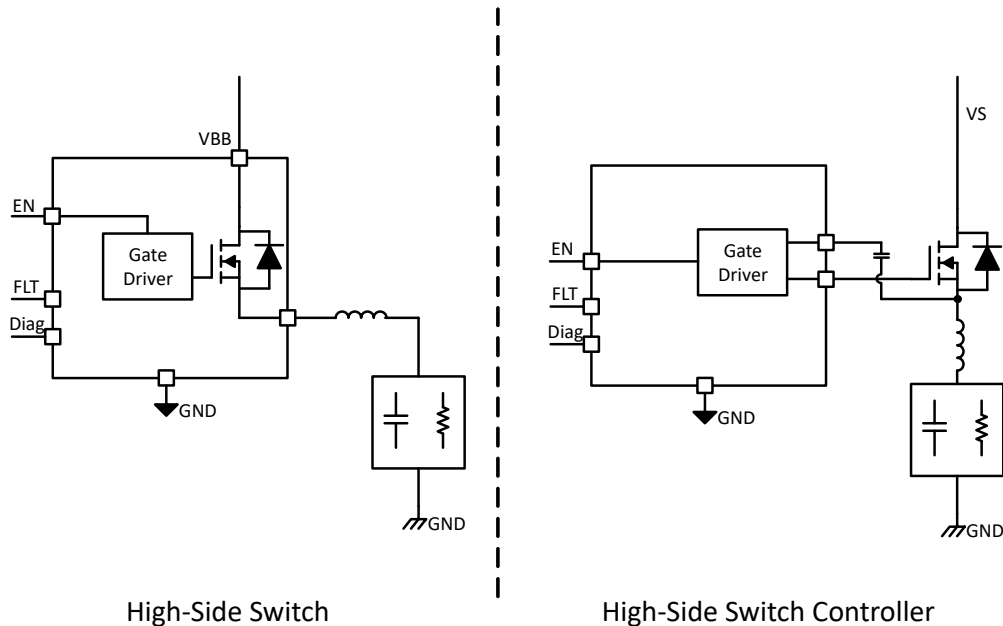 VBB
EN
Gate
Driver
FLT
Diag
GND
GND
High-Side Switch
VS
EN
Gate
Driver
FLT
Diag
GND
GND
High-Side Switch Controller